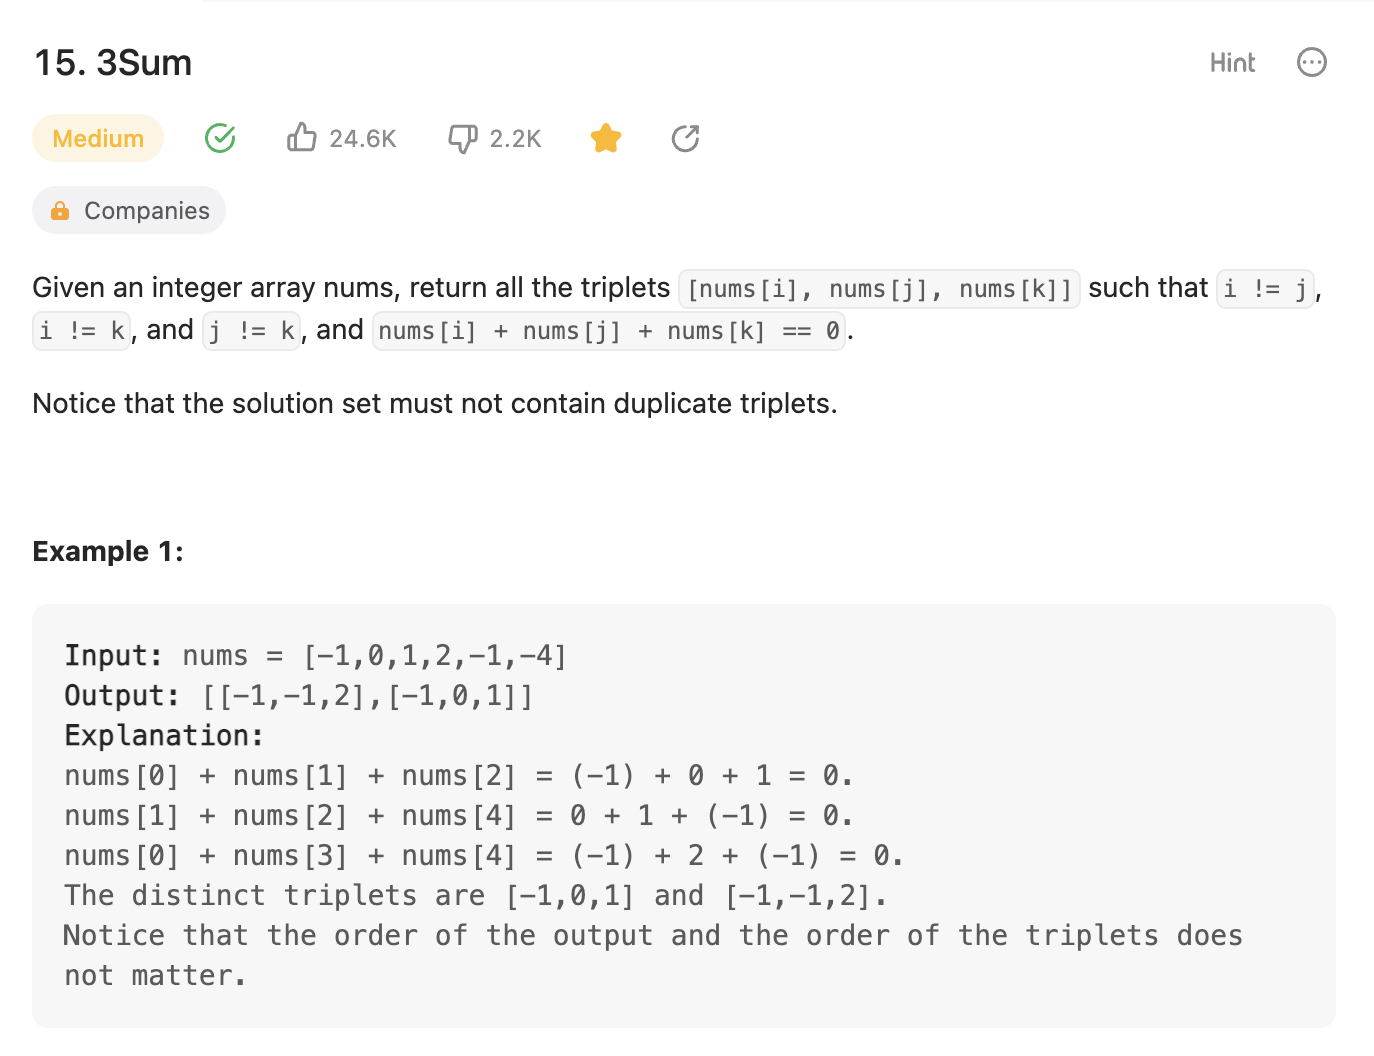 15. 3Sum
Hint
Medium
24.6K
2.2K
Companies
Given an integer array nums, return all the triplets [nums[i], nums[j], nums[k]] such that i != j,
i != k, and j != k, and nums[i] + nums[j] + nums[k] == 0.
Notice that the solution set must not contain duplicate triplets.
Example 1:
Input: nums = [-1,0,1,2,-1,-4]
Output: [[-1,-1,2],[-1,0,1]]
Explanation:
nums[0] + nums[1] + nums[2] = (-1) + 0 + 1 = 0.
nums[1] + nums[2] + nums[4] = 0 + 1 + (-1) = 0.
nums[0] + nums[3] + nums[4] = (-1) + 2 + (-1) = 0.
The distinct triplets are [-1,0,1] and [-1,-1,2].
Notice that the order of the output and the order of the triplets does
not matter.